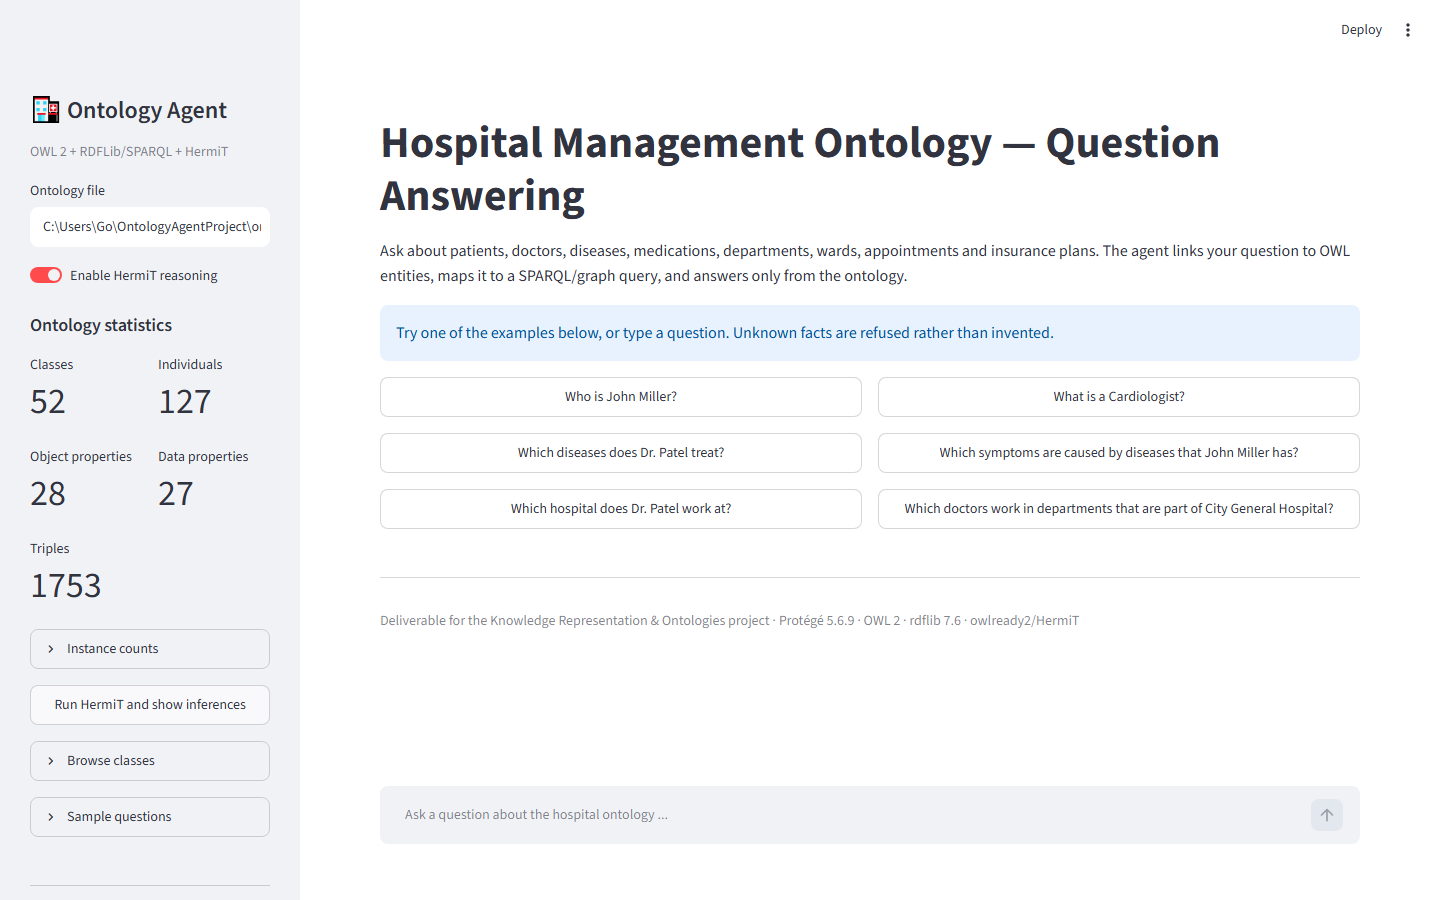 Deploy
Ontology Agent
OWL 2 + RDFLib/SPARQL + HermiT
Ontology file
C:\Users\Go\OntologyAgentProject\o
Enable HermiT reasoning
Ontology statistics
Classes
Individuals
52
127
Object properties
Data properties
28
27
Triples
1753
Instance counts
Run HermiT and show inferences
Browse classes
Sample questions
Hospital Management Ontology — Question
Answering
Ask about patients, doctors, diseases, medications, departments, wards, appointments and insurance plans. The agent links your question to OWL
entities, maps it to a SPARQL/graph query, and answers only from the ontology.
Try one of the examples below, or type a question. Unknown facts are refused rather than invented.
Who is John Miller?
What is a Cardiologist?
Which diseases does Dr. Patel treat?
Which symptoms are caused by diseases that John Miller has?
Which hospital does Dr. Patel work at?
Which doctors work in departments that are part of City General Hospital?
Deliverable for the Knowledge Representation & Ontologies project · Protégé 5.6.9 · OWL 2 · rdflib 7.6 · owlready2/HermiT
Ask a question about the hospital ontology ...